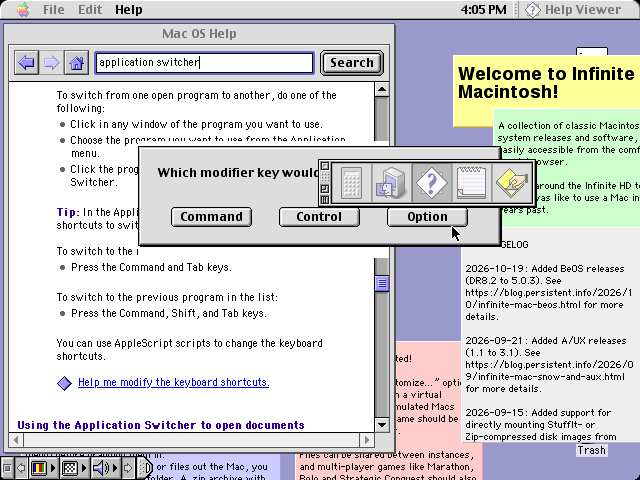 File Edit Help
4:05 PM
Help Viewer
Mac OS Help
application switcher
Search
To switch from one open program to another, do one of the
following:
Click in any window of the program you want to use.
Choose the program you want to use from the Application
menu.
Click the prog
Switcher.
Tip: In the Appli
shortcuts to swit
To switch to the
Press the Command and Tab keys.
To switch to the previous program in the list:
Press the Command, Shift, and Tab keys.
You can use AppleScript scripts to change the keyboard
shortcuts.
Help me modify the keyboard shortcuts.
Using the Application Switcher to open documents
Which modifier key would
Command
Control
Option
Welcome to Infinite
Macintosh!
A collection of classic Macintos
system releases and software,
easily accessible from the comf
browser.
around the Infinite HD to
was like to use a Mac in
years past.
2026-10-19: Added BeOS releases
(DR8.2 to 5.0.3). See
https://blog.persistent.info/2026/1
0/infinite-mac-beos.html for more
details.
2026-09-21: Added A/UX releases
(1.1 to 3.1). See
https://blog.persistent.info/2026/0
9/infinite-mac-snow-and-aux.html
for more details.
2026-09-15: Added support for
directly mounting StuffIt- or
Zip-compressed disk images from
Trash
ted!
tomize..." optio
n a virtual
mulated Macs
ame should be
rt.
Files can be shared between instances,
and multi-player games like Marathon,
Bolo and Strategic Conquest should also
or files out the Mac, you
folder. A .zip archive with